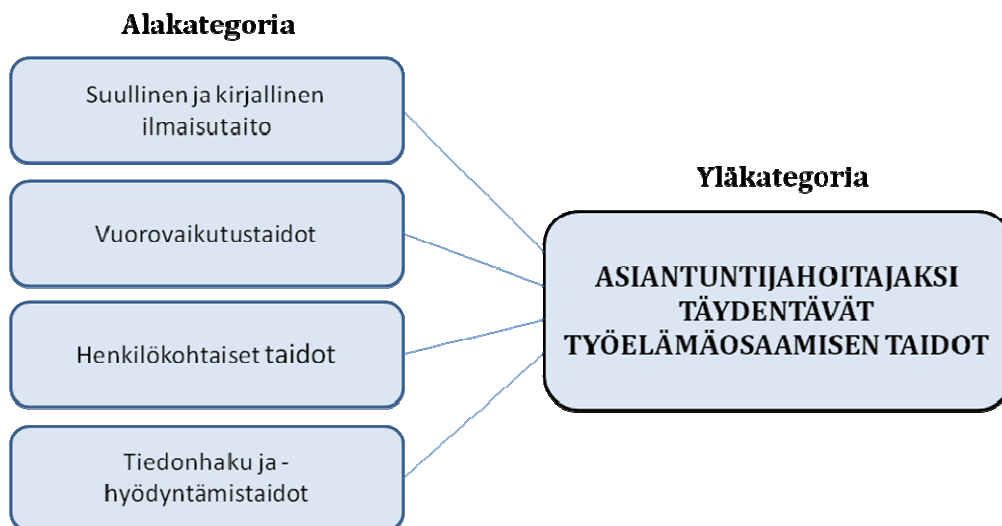 Alakategoria
Suullinen ja kirjallinen
ilmaisutaito
Vuorovaikutustaidot
Henkilökohtaiset taidot
Tiedonhaku ja -
hyödyntämistaidot
Yläkategoria
ASIANTUNTIJAHOITAJAKSI
TÄYDENTÄVÄT
TYÖELÄMÄOSAAMISEN TAIDOT